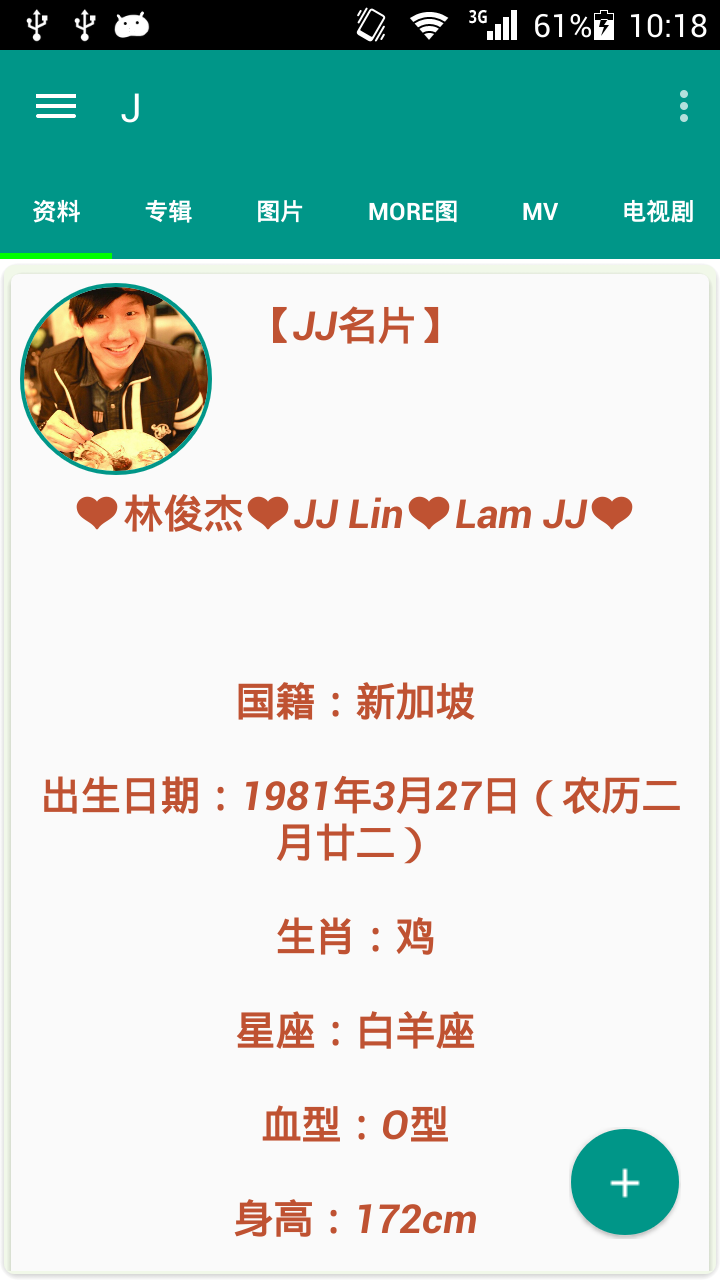 3G 61% 10:18
J
资料 专辑 图片 MORE图 MV 电视剧
【JJ名片】
❤林俊杰❤JJ Lin❤Lam JJ❤
国籍：新加坡
出生日期：1981年3月27日（农历二
月廿二）
生肖：鸡
星座：白羊座
血型：O型
身高：172cm